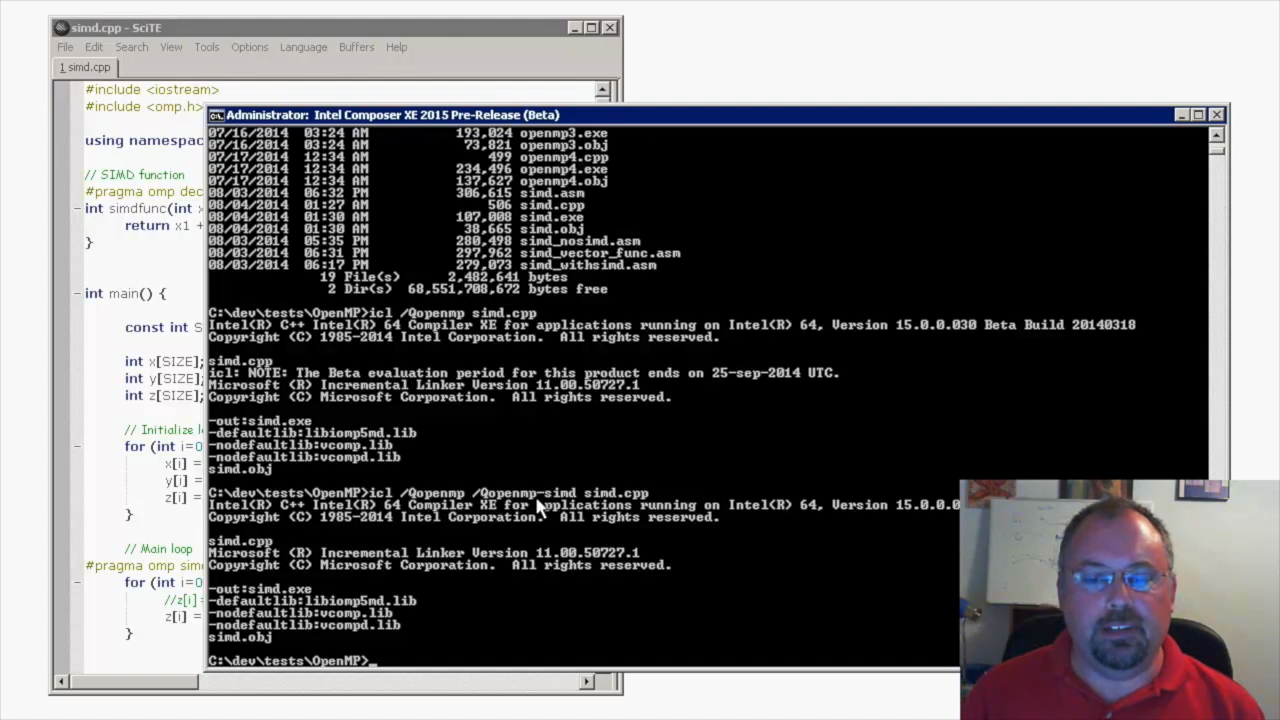 simd.cpp - SciTE
File Edit Search View Tools Options Language Buffers Help
1 simd.cpp
#include <iostream>
#include <omp.h>
using namespac
// SIMD function
#pragma omp dec
int simdfunc(int x
return x1 +
}
int main() {
const int S
int x[SIZE];
int y[SIZE];
int z[SIZE];
// Initialize l
for (int i=0
x[i] =
y[i] =
z[i] =
}
// Main loop
#pragma omp simd
for (int i=0
//z[i] =
z[i] =
}
Administrator: Intel Composer XE 2015 Pre-Release (Beta)
07/16/2014 03:24 AM 193,024 openmp3.exe
07/16/2014 03:24 AM 73,821 openmp3.obj
07/17/2014 12:34 AM 499 openmp4.cpp
07/17/2014 12:34 AM 234,496 openmp4.exe
07/17/2014 12:34 AM 137,627 openmp4.obj
08/03/2014 06:32 PM 306,615 simd.asm
08/04/2014 01:27 AM 506 simd.cpp
08/04/2014 01:30 AM 107,008 simd.exe
08/04/2014 01:30 AM 38,665 simd.obj
08/03/2014 05:35 PM 280,498 simd_nosimd.asm
08/03/2014 06:31 PM 297,962 simd_vector_func.asm
08/03/2014 06:17 PM 279,073 simd_withsimd.asm
19 File(s) 2,482,641 bytes
2 Dir(s) 68,551,708,672 bytes free
C:\dev\tests\OpenMP>icl /Qopenmp simd.cpp
Intel(R) C++ Intel(R) 64 Compiler XE for applications running on Intel(R) 64, Version 15.0.0.030 Beta Build 20140318
Copyright (C) 1985-2014 Intel Corporation. All rights reserved.
simd.cpp
icl: NOTE: The Beta evaluation period for this product ends on 25-sep-2014 UTC.
Microsoft (R) Incremental Linker Version 11.00.50727.1
Copyright (C) Microsoft Corporation. All rights reserved.
-out:simd.exe
-defaultlib:libiomp5md.lib
-nodefaultlib:vcomp.lib
-nodefaultlib:vcompd.lib
simd.obj
C:\dev\tests\OpenMP>icl /Qopenmp /Qopenmp-simd simd.cpp
Intel(R) C++ Intel(R) 64 Compiler XE for applications running on Intel(R) 64, Version 15.0.0
Copyright (C) 1985-2014 Intel Corporation. All rights reserved.
simd.cpp
Microsoft (R) Incremental Linker Version 11.00.50727.1
Copyright (C) Microsoft Corporation. All rights reserved.
-out:simd.exe
-defaultlib:libiomp5md.lib
-nodefaultlib:vcomp.lib
-nodefaultlib:vcompd.lib
simd.obj
C:\dev\tests\OpenMP>_